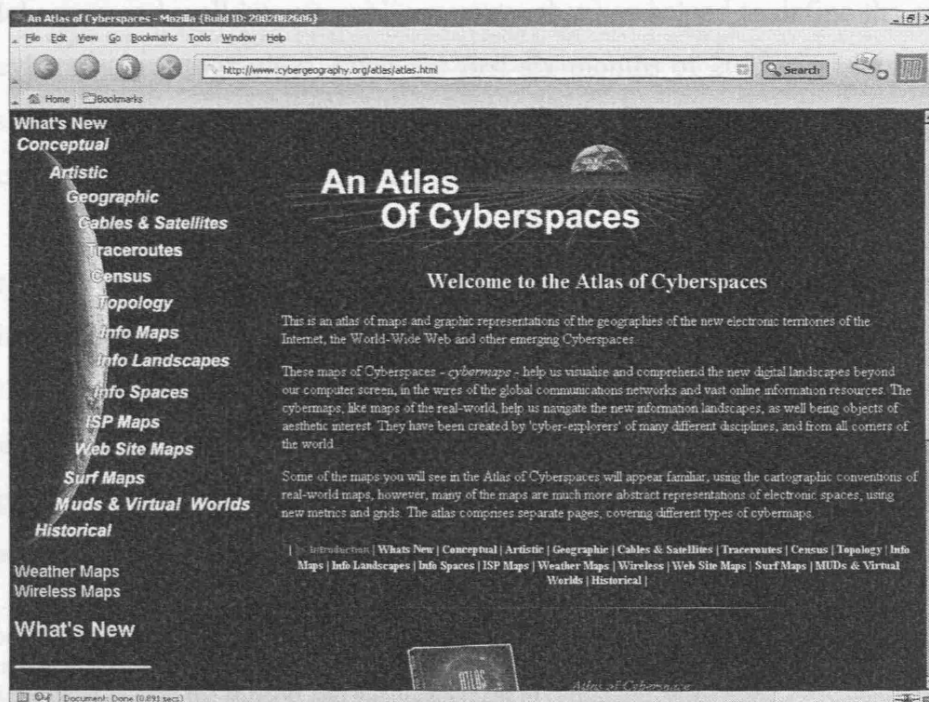 An Atlas of Cyberspaces - Mozilla {Build ID: 2002082606}
File Edit View Go Bookmarks Tools Window Help
http://www.cybergeography.org/atlas/atlas.html
Search
Home Bookmarks
What's New
Conceptual
Artistic
Geographic
Cables & Satellites
Traceroutes
Census
Topology
Info Maps
Info Landscapes
Info Spaces
ISP Maps
Web Site Maps
Surf Maps
Muds & Virtual Worlds
Historical
Weather Maps
Wireless Maps
What's New
An Atlas
Of Cyberspaces
Welcome to the Atlas of Cyberspaces
This is an atlas of maps and graphic representations of the geographies of the new electronic territories of the
Internet, the World-Wide Web and other emerging Cyberspaces.
These maps of Cyberspaces - cybermaps - help us visualise and comprehend the new digital landscapes beyond
our computer screen, in the wires of the global communications networks and vast online information resources. The
cybermaps, like maps of the real-world, help us navigate the new information landscapes, as well being objects of
aesthetic interest. They have been created by 'cyber-explorers' of many different disciplines, and from all corners of
the world.
Some of the maps you will see in the Atlas of Cyberspaces will appear familiar, using the cartographic conventions of
real-world maps, however, many of the maps are much more abstract representations of electronic spaces, using
new metrics and grids. The atlas comprises separate pages, covering different types of cybermaps.
| Introduction | Whats New | Conceptual | Artistic | Geographic | Cables & Satellites | Traceroutes | Census | Topology | Info
Maps | Info Landscapes | Info Spaces | ISP Maps | Weather Maps | Wireless | Web Site Maps | Surf Maps | MUDs & Virtual
Worlds | Historical |
ATLAS
Atlas of Cyberspace
Document: Done (0.891 secs)